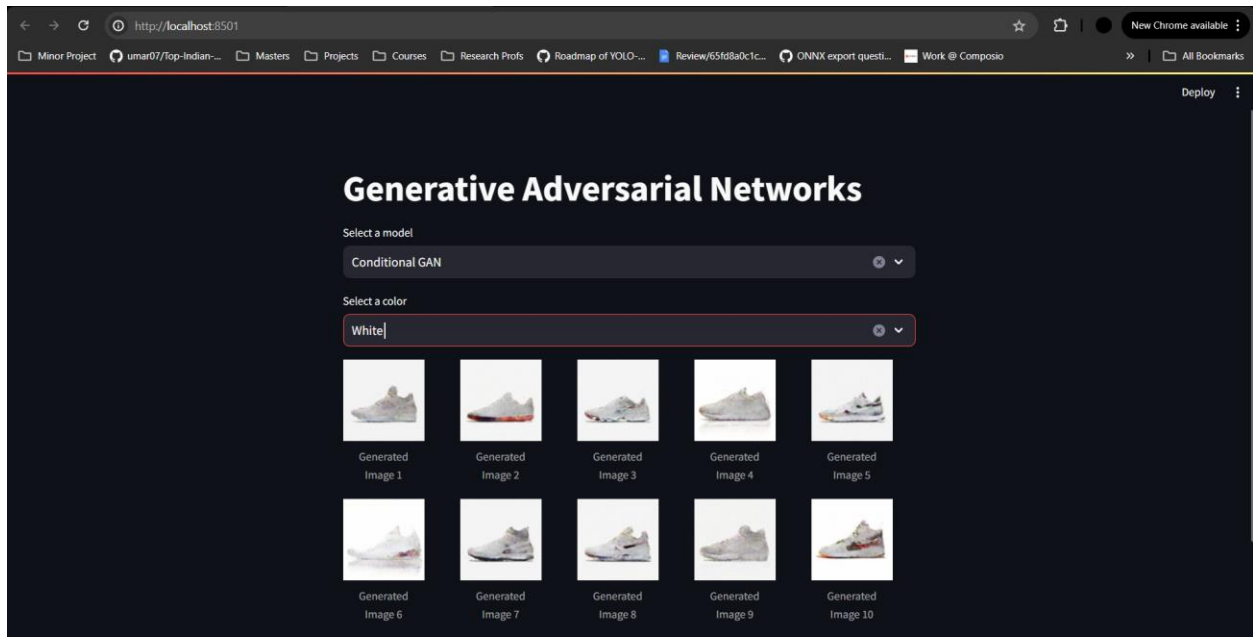 http://localhost:8501
New Chrome available
Minor Project umar07/Top-Indian-... Masters Projects Courses Research Profs Roadmap of YOLO-... Review/65fd8a0c1c... ONNX export questi... Work @ Composio » All Bookmarks
Deploy
Generative Adversarial Networks
Select a model
Conditional GAN
Select a color
White
Generated Generated Generated Generated Generated
Image 1 Image 2 Image 3 Image 4 Image 5
Generated Generated Generated Generated Generated
Image 6 Image 7 Image 8 Image 9 Image 10